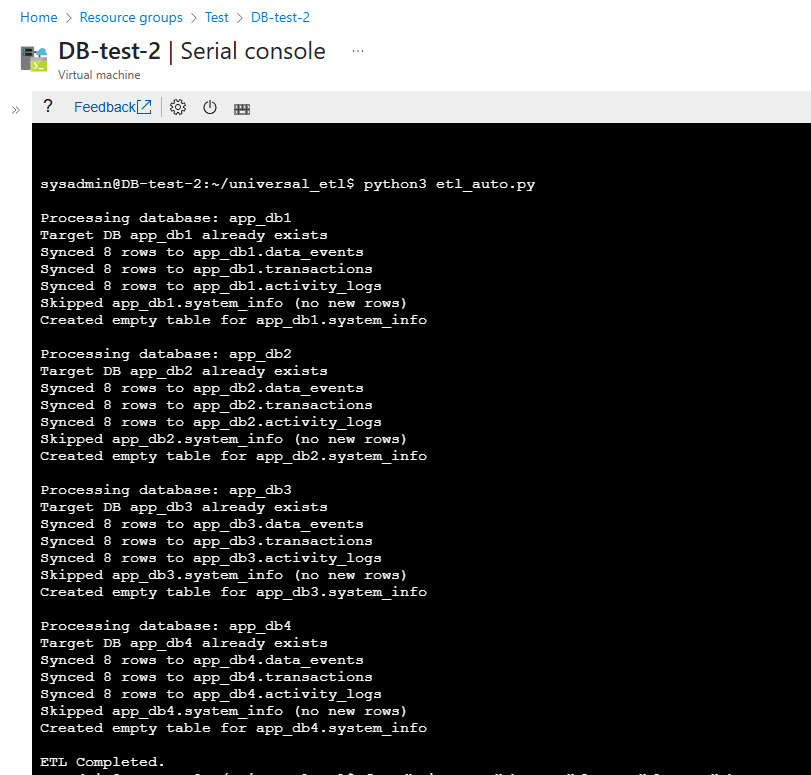 Home > Resource groups > Test > DB-test-2
DB-test-2 | Serial console ...
Virtual machine
» ? Feedback
sysadmin@DB-test-2:~/universal_etl$ python3 etl_auto.py
Processing database: app_db1
Target DB app_db1 already exists
Synced 8 rows to app_db1.data_events
Synced 8 rows to app_db1.transactions
Synced 8 rows to app_db1.activity_logs
Skipped app_db1.system_info (no new rows)
Created empty table for app_db1.system_info
Processing database: app_db2
Target DB app_db2 already exists
Synced 8 rows to app_db2.data_events
Synced 8 rows to app_db2.transactions
Synced 8 rows to app_db2.activity_logs
Skipped app_db2.system_info (no new rows)
Created empty table for app_db2.system_info
Processing database: app_db3
Target DB app_db3 already exists
Synced 8 rows to app_db3.data_events
Synced 8 rows to app_db3.transactions
Synced 8 rows to app_db3.activity_logs
Skipped app_db3.system_info (no new rows)
Created empty table for app_db3.system_info
Processing database: app_db4
Target DB app_db4 already exists
Synced 8 rows to app_db4.data_events
Synced 8 rows to app_db4.transactions
Synced 8 rows to app_db4.activity_logs
Skipped app_db4.system_info (no new rows)
Created empty table for app_db4.system_info
ETL Completed.